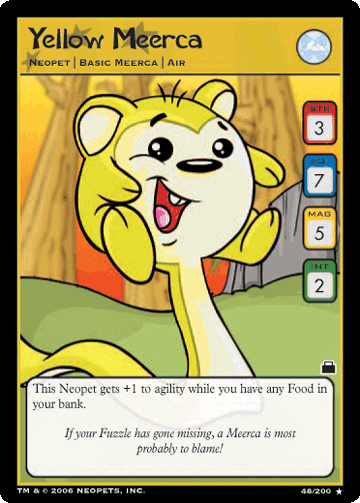 Yellow Meerca
Neopet | Basic Meerca | Air
STR
3
AGL
7
MAG
5
INT
2
This Neopet gets +1 to agility while you have any Food in
your bank.
If your Fuzzle has gone missing, a Meerca is most
probably to blame!
TM & © 2006 NEOPETS, INC.
48/200 ★